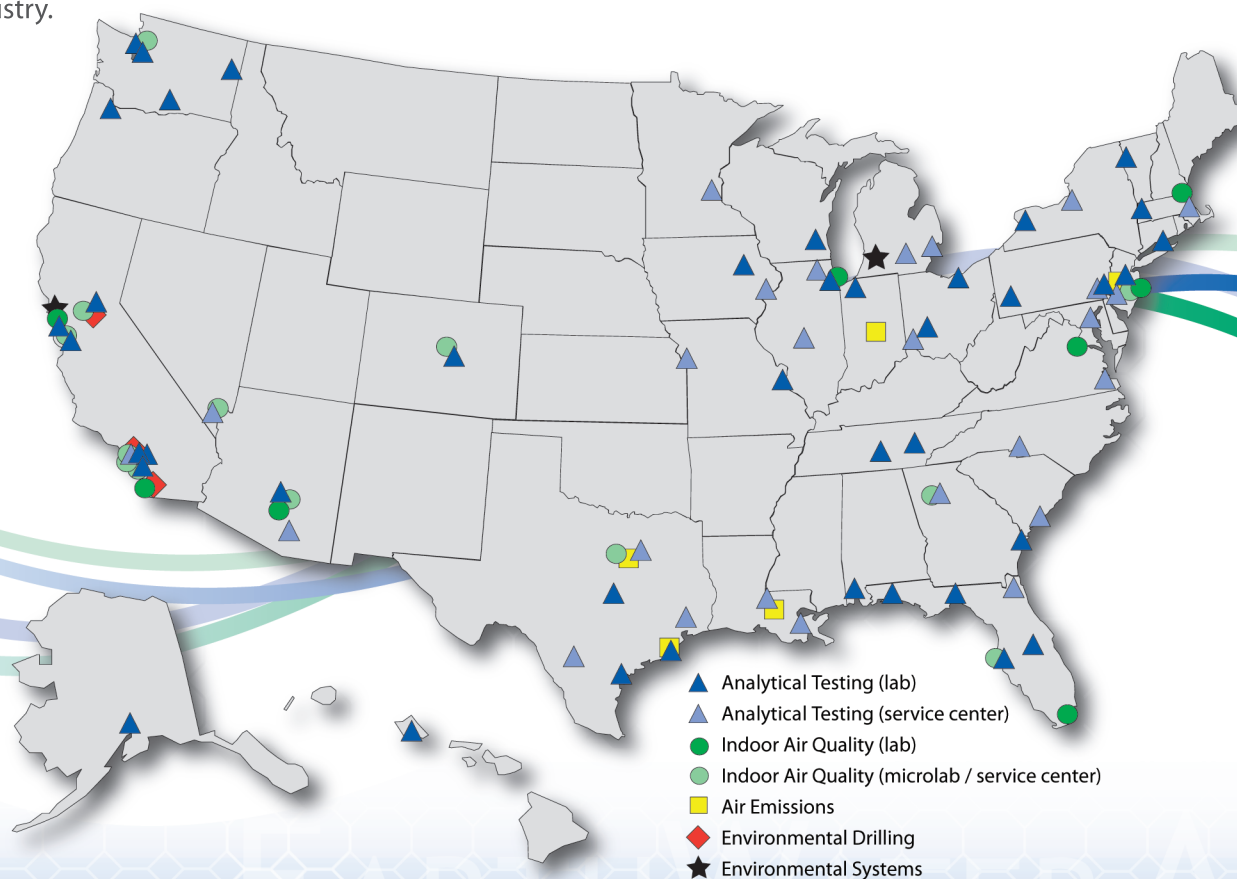 ustry.
Analytical Testing (lab)
Analytical Testing (service center)
Indoor Air Quality (lab)
Indoor Air Quality (microlab / service center)
Air Emissions
Environmental Drilling
Environmental Systems